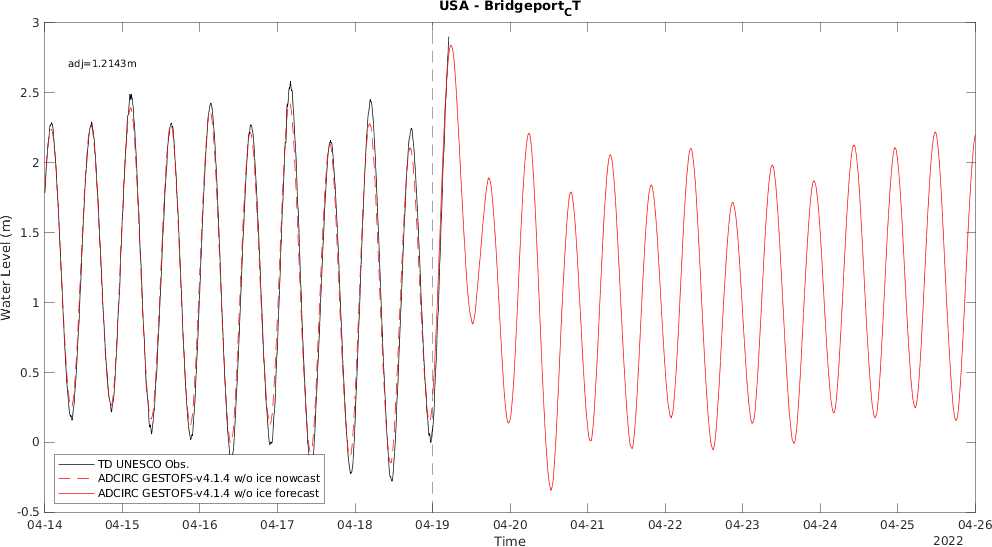 USA - Bridgeport_CT
adj=1.2143m
3
2.5
2
1.5
1
0.5
0
-0.5
Water Level (m)
TD UNESCO Obs.
ADCIRC GESTOFS-v4.1.4 w/o ice nowcast
ADCIRC GESTOFS-v4.1.4 w/o ice forecast
04-14 04-15 04-16 04-17 04-18 04-19 04-20 04-21 04-22 04-23 04-24 04-25 04-26
Time
2022